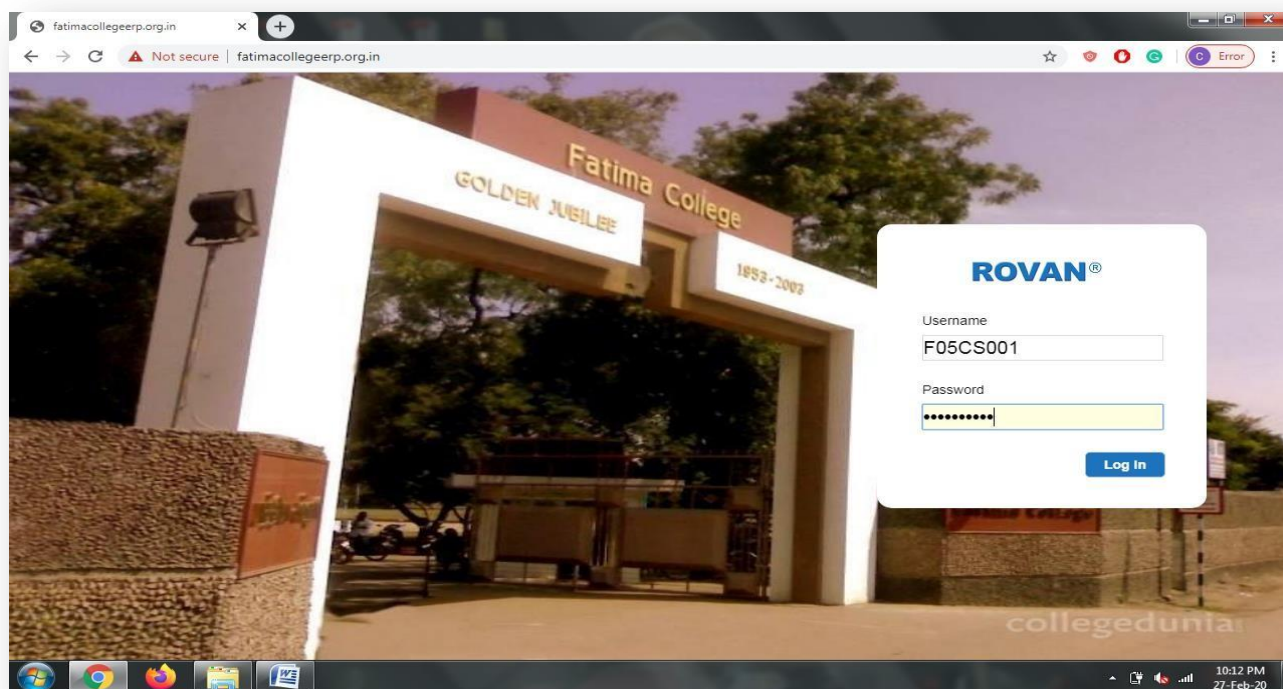 fatimacollegeerp.org.in
Not secure | fatimacollegeerp.org.in
C Error
Fatima College
GOLDEN JUBILEE
1953-2003
ROVAN®
Username
F05CS001
Password
••••••••••
Log In
collegedunia
10:12 PM
27-Feb-20